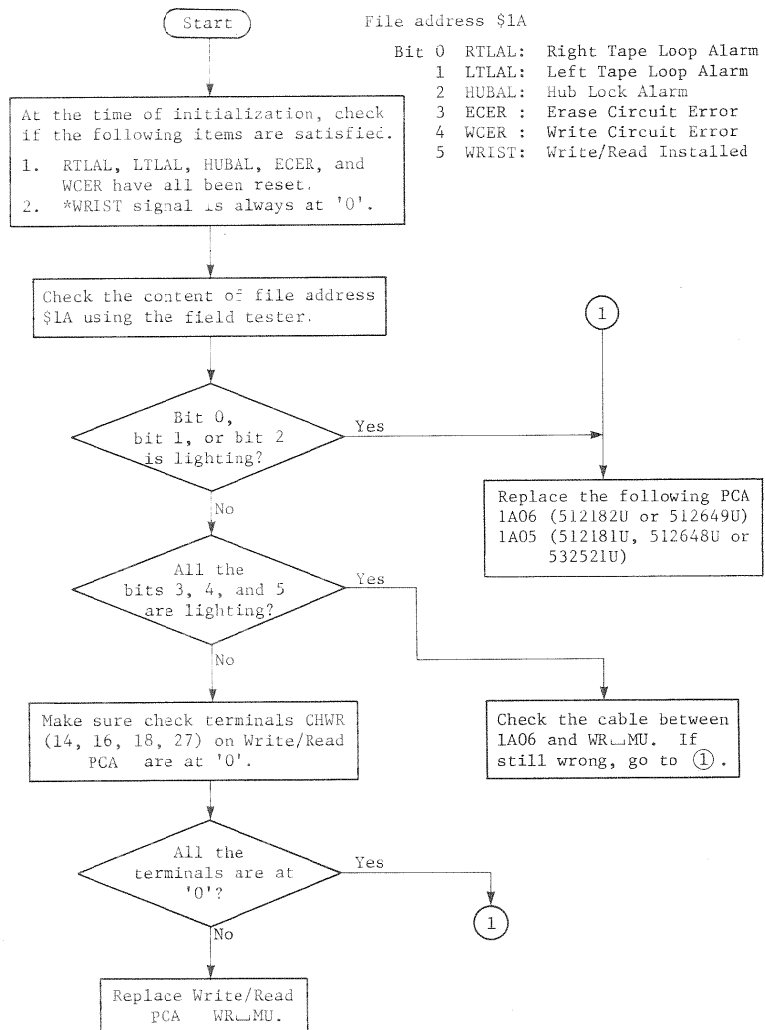 Start
File address $1A
Bit 0 RTLAL: Right Tape Loop Alarm
1 LTLAL: Left Tape Loop Alarm
2 HUBAL: Hub Lock Alarm
3 ECER : Erase Circuit Error
4 WCER : Write Circuit Error
5 WRIST: Write/Read Installed
At the time of initialization, check
if the following items are satisfied.
1. RTLAL, LTLAL, HUBAL, ECER, and
WCER have all been reset.
2. *WRIST signal is always at '0'.
Check the content of file address
$1A using the field tester.
1
Bit 0,
bit 1, or bit 2
is lighting?
Yes
No
Replace the following PCA
1A06 (512182U or 512649U)
1A05 (512181U, 512648U or
532521U)
All the
bits 3, 4, and 5
are lighting?
Yes
No
Check the cable between
1A06 and WR␣MU. If
still wrong, go to ①.
Make sure check terminals CHWR
(14, 16, 18, 27) on Write/Read
PCA are at '0'.
All the
terminals are at
'0'?
Yes
1
No
Replace Write/Read
PCA WR␣MU.